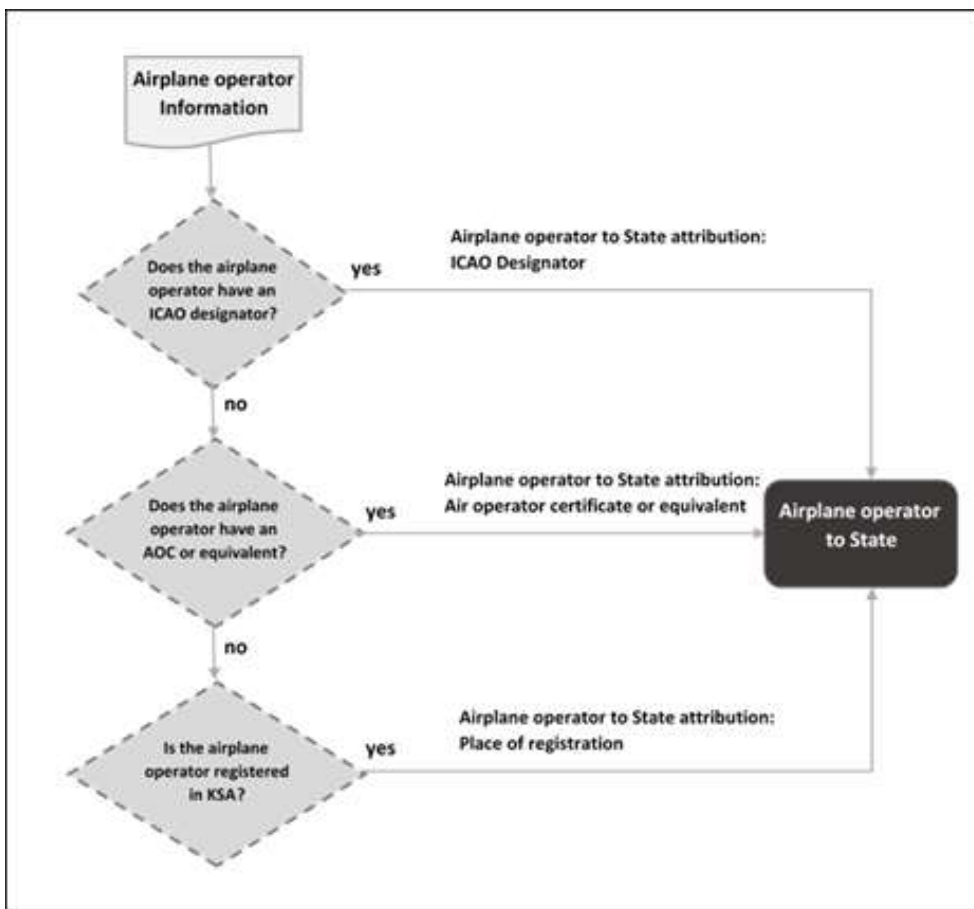 Airplane operator
Information
Does the airplane
operator have an
ICAO designator?
yes
Airplane operator to State attribution:
ICAO Designator
no
Does the airplane
operator have an
AOC or equivalent?
yes
Airplane operator to State attribution:
Air operator certificate or equivalent
Airplane operator
to State
no
Is the airplane
operator registered
in KSA?
yes
Airplane operator to State attribution:
Place of registration